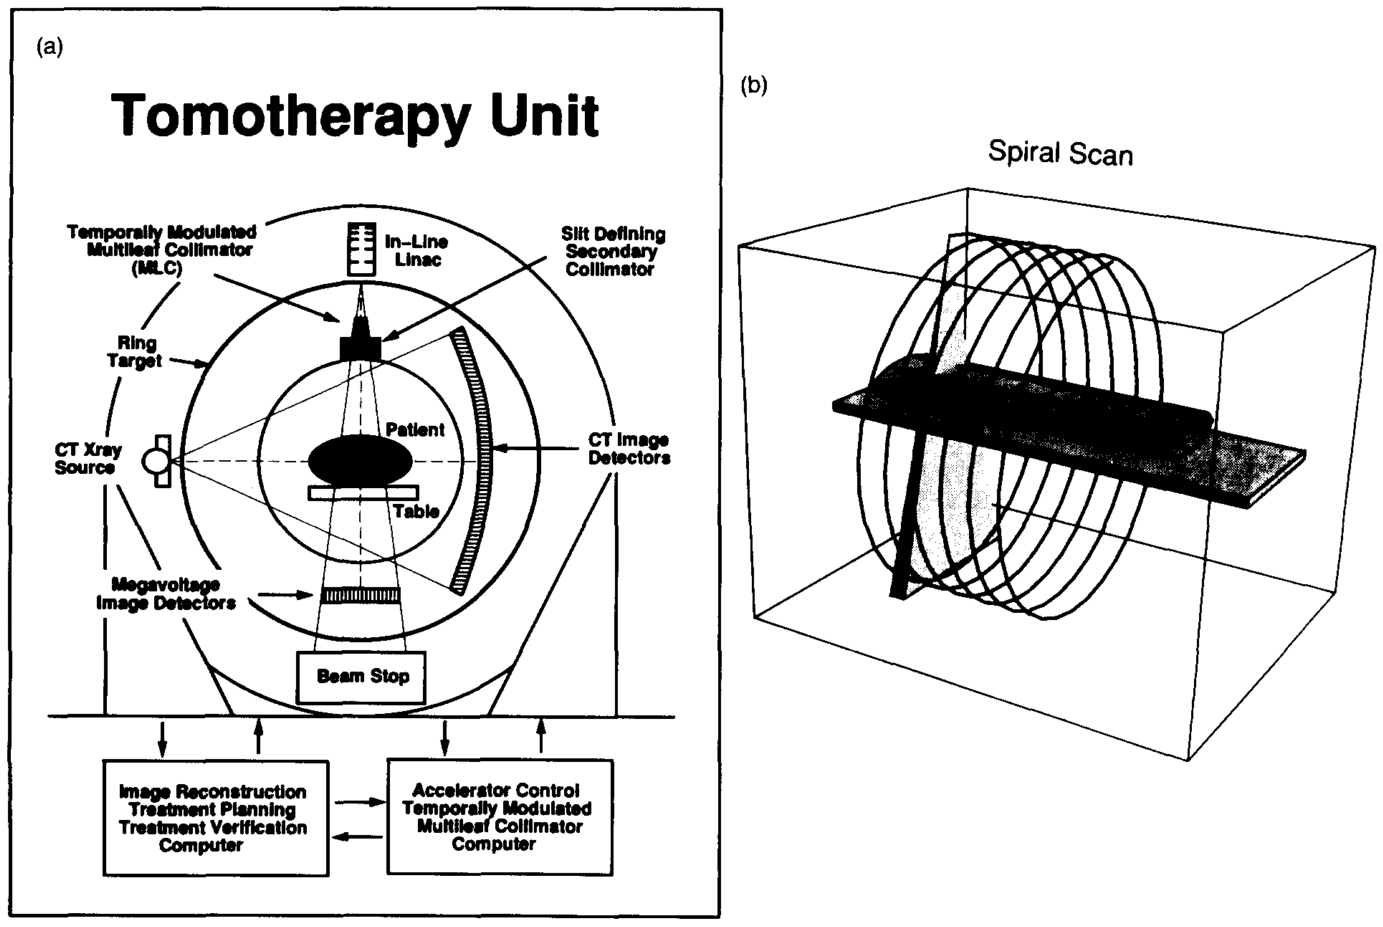 (a)
Tomotherapy Unit
Temporally Modulated
Multileaf Collimator
(MLC)
In-Line
Linac
Slit Defining
Secondary
Collimator
Ring
Target
CT Xray
Source
Patient
CT Image
Detectors
Table
Megavoltage
Image Detectors
Beam Stop
Image Reconstruction
Treatment Planning
Treatment Verification
Computer
Accelerator Control
Temporally Modulated
Multileaf Collimator
Computer
(b)
Spiral Scan